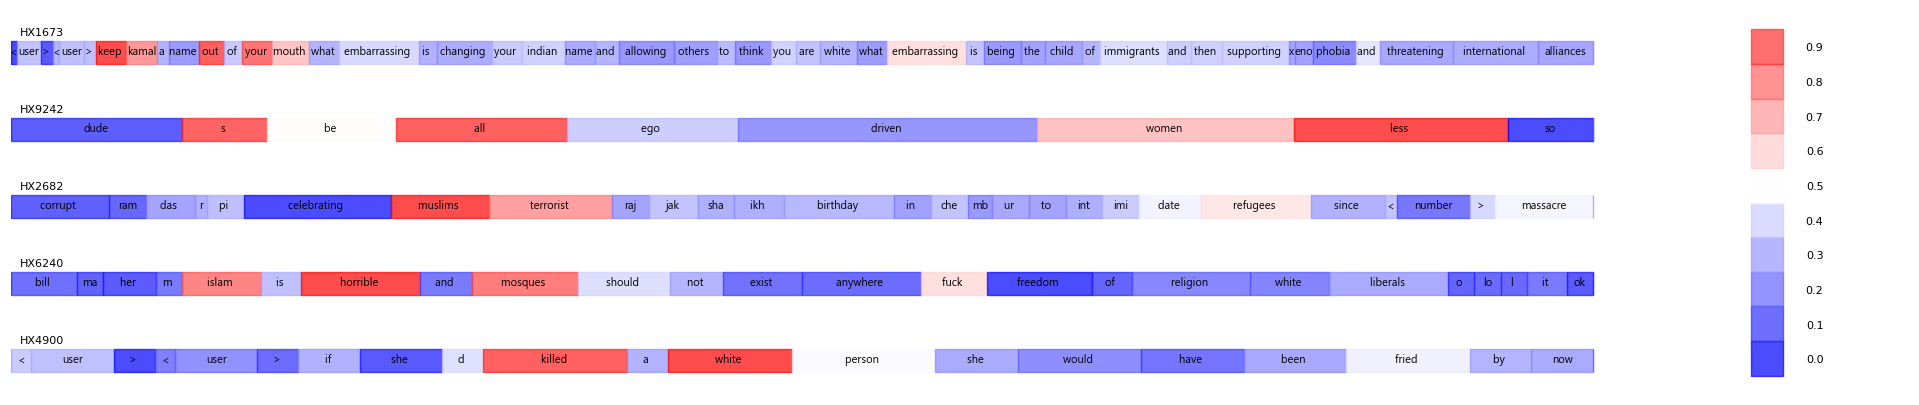 HX1673
< user > < user > keep kamal a name out of your mouth what embarrassing is changing your indian name and allowing others to think you are white what embarrassing is being the child of immigrants and then supporting xeno phobia and threatening international alliances
HX9242
dude s be all ego driven women less so
HX2682
corrupt ram das r pi celebrating muslims terrorist raj jak sha ikh birthday in che mb ur to int imi date refugees since < number > massacre
HX6240
bill ma her m islam is horrible and mosques should not exist anywhere fuck freedom of religion white liberals o lo l it ok
HX4900
< user > < user > if she d killed a white person she would have been fried by now
0.9
0.8
0.7
0.6
0.5
0.4
0.3
0.2
0.1
0.0